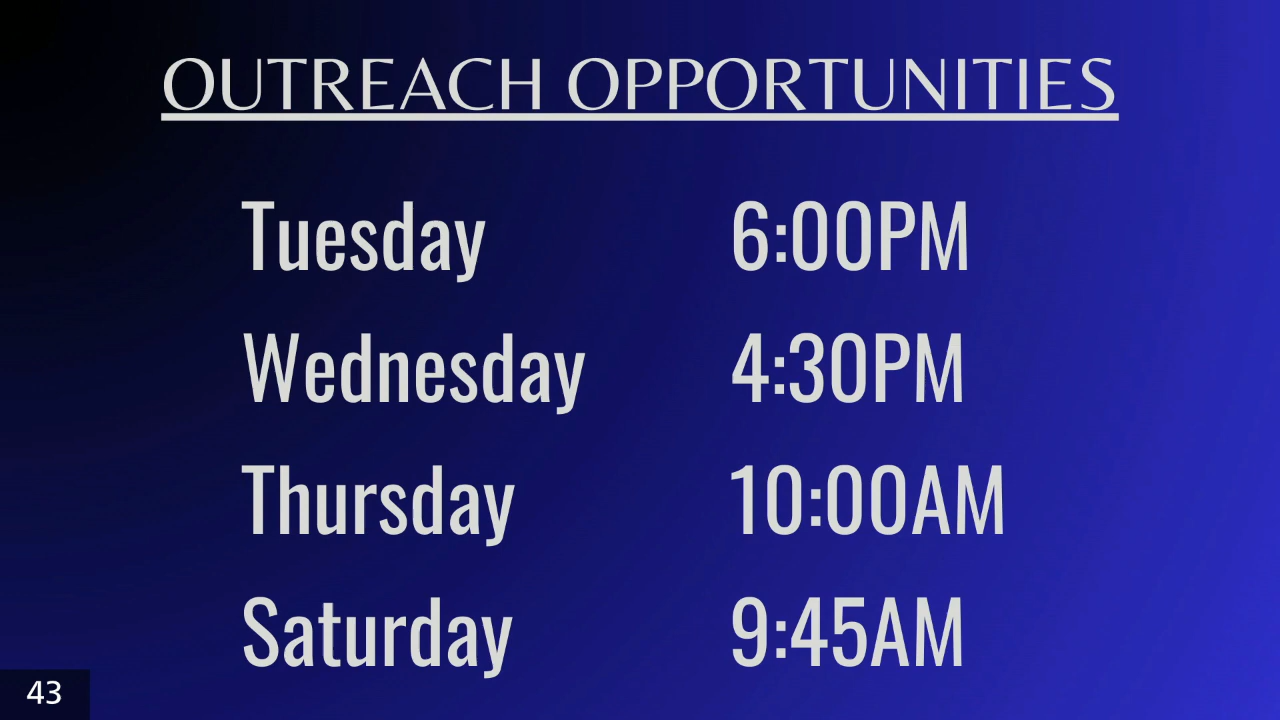 OUTREACH OPPORTUNITIES
Tuesday 6:00PM
Wednesday 4:30PM
Thursday 10:00AM
Saturday 9:45AM
43